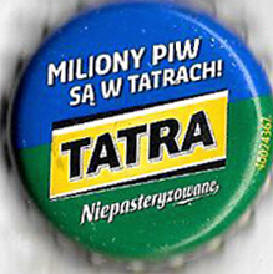 MILIONY PIW
SĄ W TATRACH!
TATRA
Niepasteryzowane